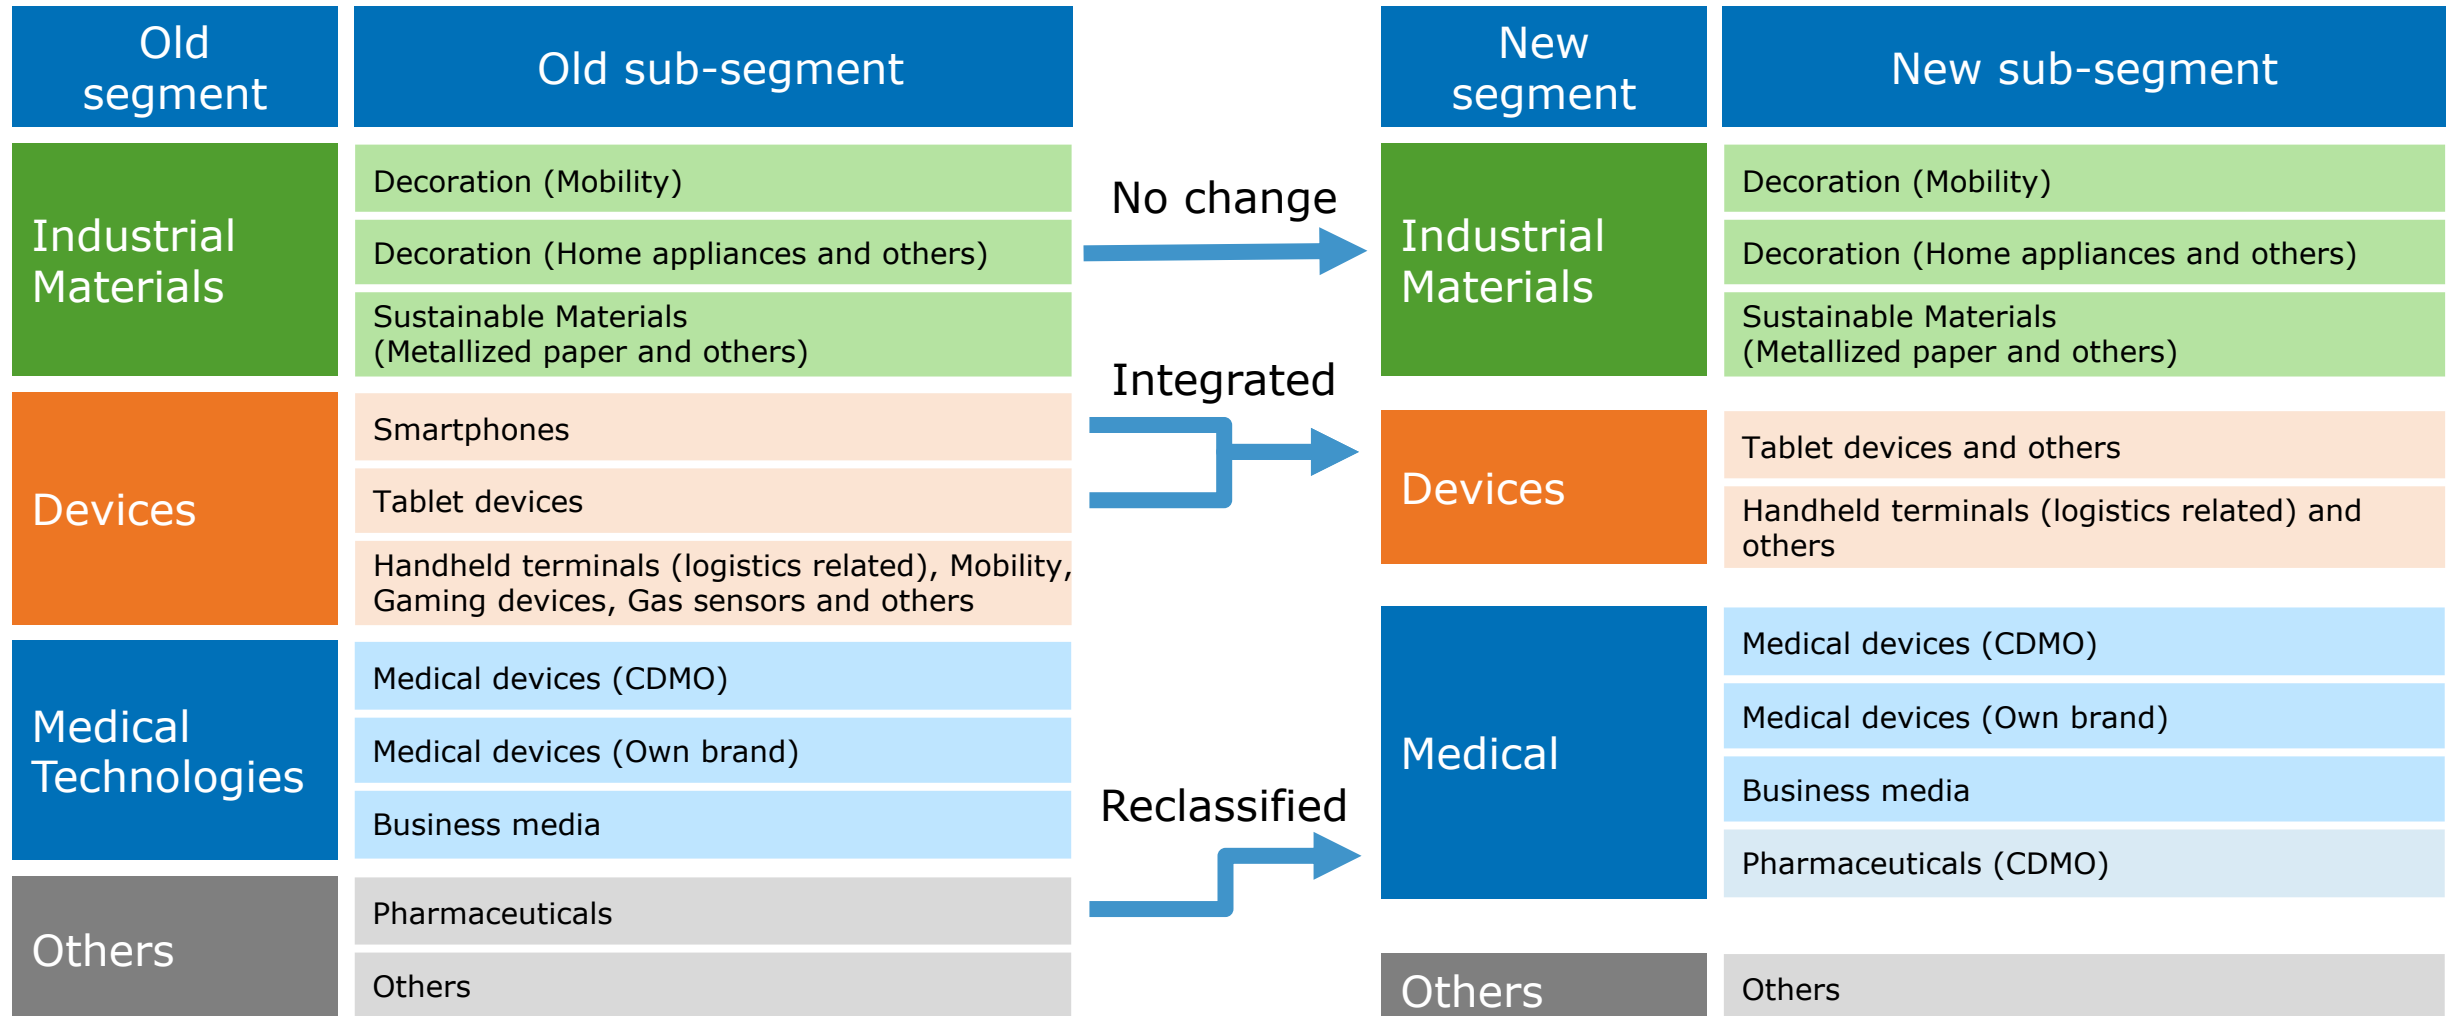 Old
segment
Old sub-segment
New
segment
New sub-segment
Industrial
Materials
Decoration (Mobility)
Decoration (Home appliances and others)
Sustainable Materials
(Metallized paper and others)
No change
Industrial
Materials
Decoration (Mobility)
Decoration (Home appliances and others)
Sustainable Materials
(Metallized paper and others)
Devices
Smartphones
Tablet devices
Handheld terminals (logistics related), Mobility,
Gaming devices, Gas sensors and others
Integrated
Devices
Tablet devices and others
Handheld terminals (logistics related) and
others
Medical
Technologies
Medical devices (CDMO)
Medical devices (Own brand)
Business media
Reclassified
Medical
Medical devices (CDMO)
Medical devices (Own brand)
Business media
Pharmaceuticals (CDMO)
Others
Pharmaceuticals
Others
Others
Others